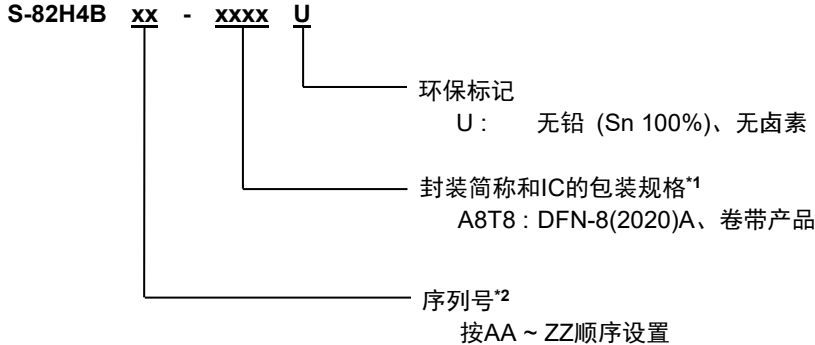 S-82H4B xx - xxxx U
环保标记
U : 无铅 (Sn 100%)、无卤素
封装简称和IC的包装规格*1
A8T8 : DFN-8(2020)A、卷带产品
序列号*2
按AA ~ ZZ顺序设置